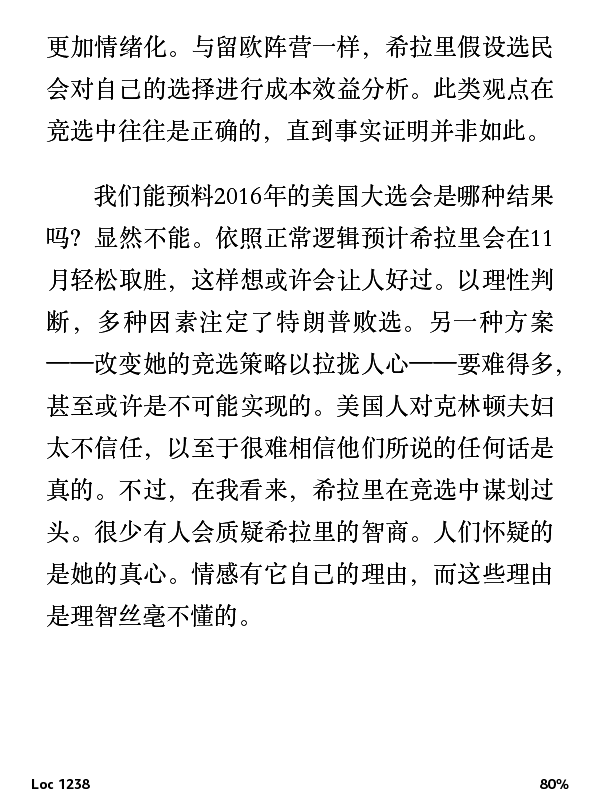 更加情绪化。与留欧阵营一样，希拉里假设选民
会对自己的选择进行成本效益分析。此类观点在
竞选中往往是正确的，直到事实证明并非如此。
我们能预料2016年的美国大选会是哪种结果
吗？显然不能。依照正常逻辑预计希拉里会在11
月轻松取胜，这样想或许会让人好过。以理性判
断，多种因素注定了特朗普败选。另一种方案
——改变她的竞选策略以拉拢人心——要难得多，
甚至或许是不可能实现的。美国人对克林顿夫妇
太不信任，以至于很难相信他们所说的任何话是
真的。不过，在我看来，希拉里在竞选中谋划过
头。很少有人会质疑希拉里的智商。人们怀疑的
是她的真心。情感有它自己的理由，而这些理由
是理智丝毫不懂的。
Loc 1238 80%